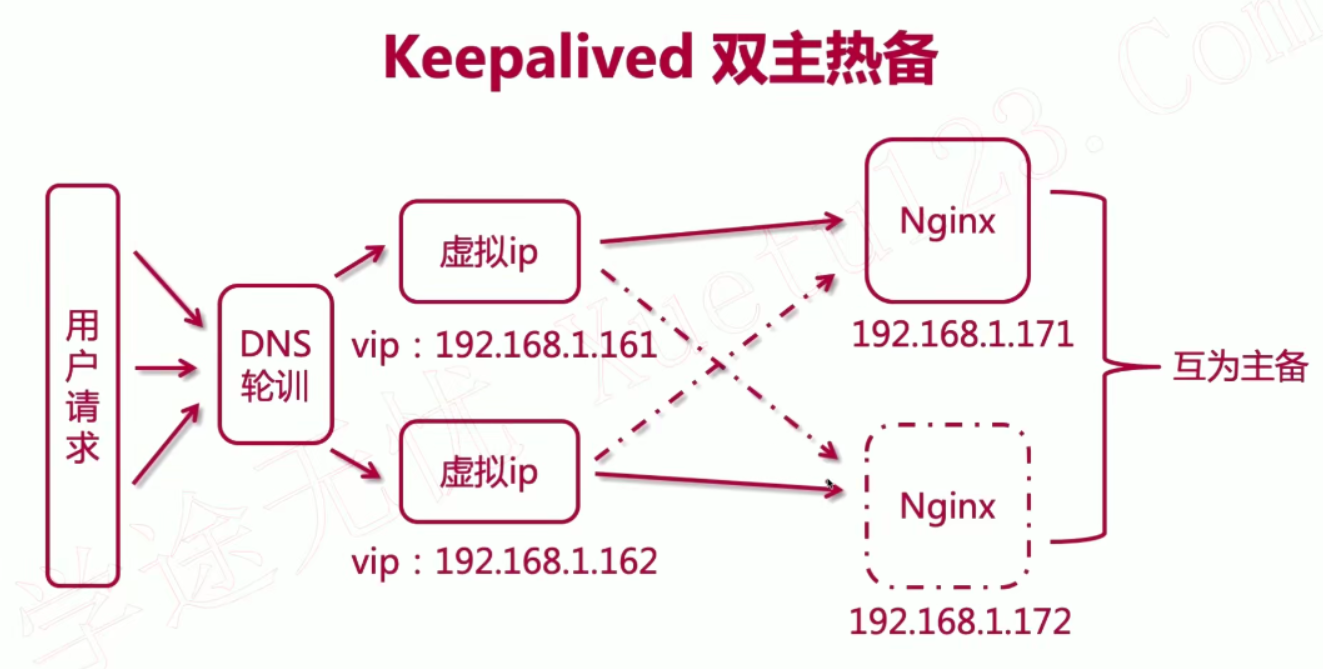 Keepalived 双主热备
用户请求
DNS
轮训
虚拟ip
vip：192.168.1.161
虚拟ip
vip：192.168.1.162
Nginx
192.168.1.171
Nginx
192.168.1.172
互为主备
学途无忧 Xuetu123.Com